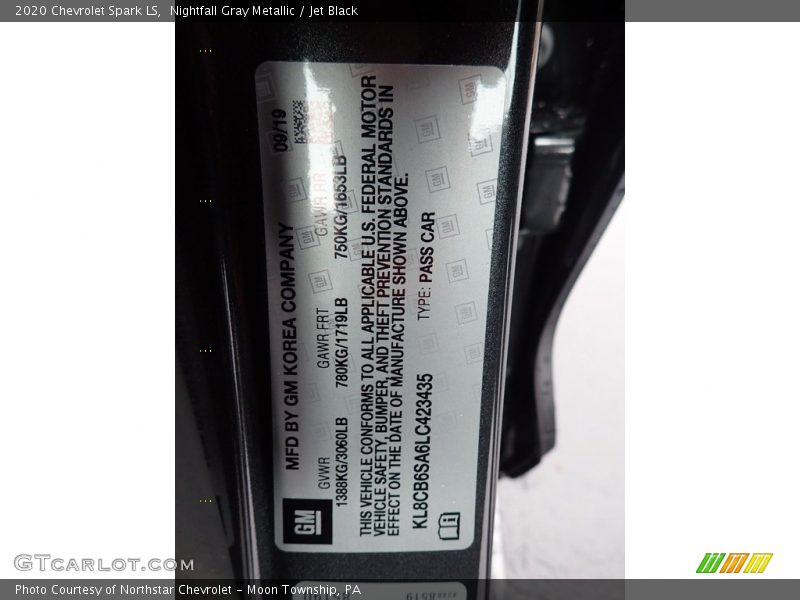 2020 Chevrolet Spark LS, Nightfall Gray Metallic / Jet Black
MFD BY GM KOREA COMPANY 09/19
GVWR GAWR FRT GAWR RR
1388KG/3060LB 780KG/1719LB 750KG/1653LB
THIS VEHICLE CONFORMS TO ALL APPLICABLE U.S. FEDERAL MOTOR
VEHICLE SAFETY, BUMPER, AND THEFT PREVENTION STANDARDS IN
EFFECT ON THE DATE OF MANUFACTURE SHOWN ABOVE.
KL8CB6SA6LC423435 TYPE: PASS CAR
GM
GTCarlot.com
Photo Courtesy of Northstar Chevrolet - Moon Township, PA